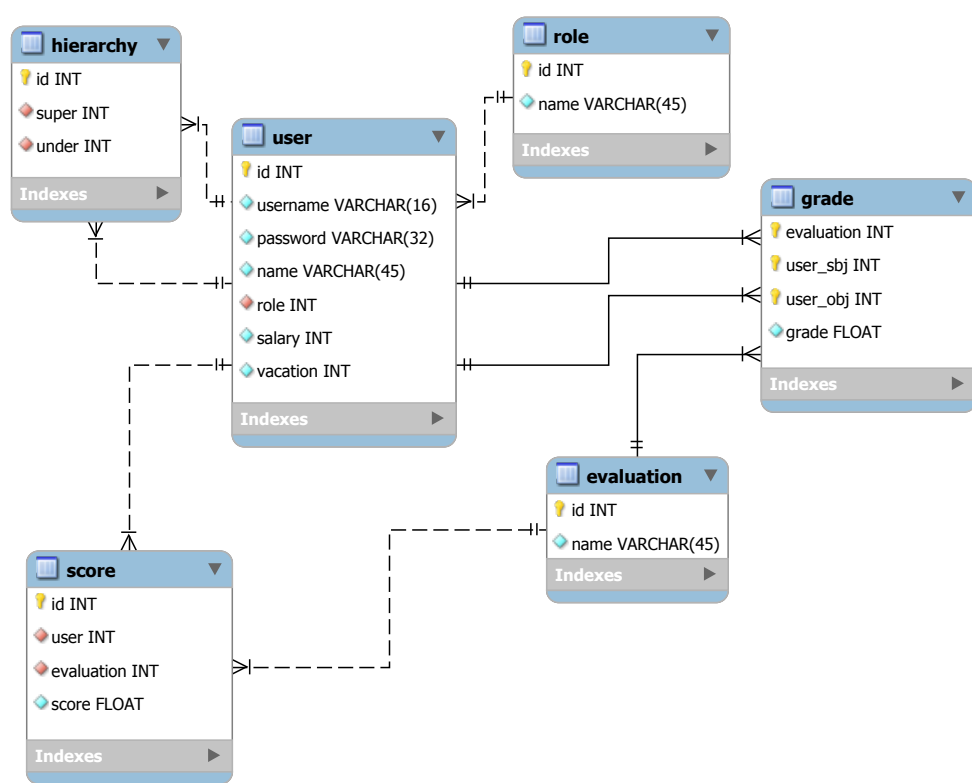 hierarchy
id INT
super INT
under INT
Indexes
role
id INT
name VARCHAR(45)
Indexes
user
id INT
username VARCHAR(16)
password VARCHAR(32)
name VARCHAR(45)
role INT
salary INT
vacation INT
Indexes
grade
evaluation INT
user_sbj INT
user_obj INT
grade FLOAT
Indexes
evaluation
id INT
name VARCHAR(45)
Indexes
score
id INT
user INT
evaluation INT
score FLOAT
Indexes